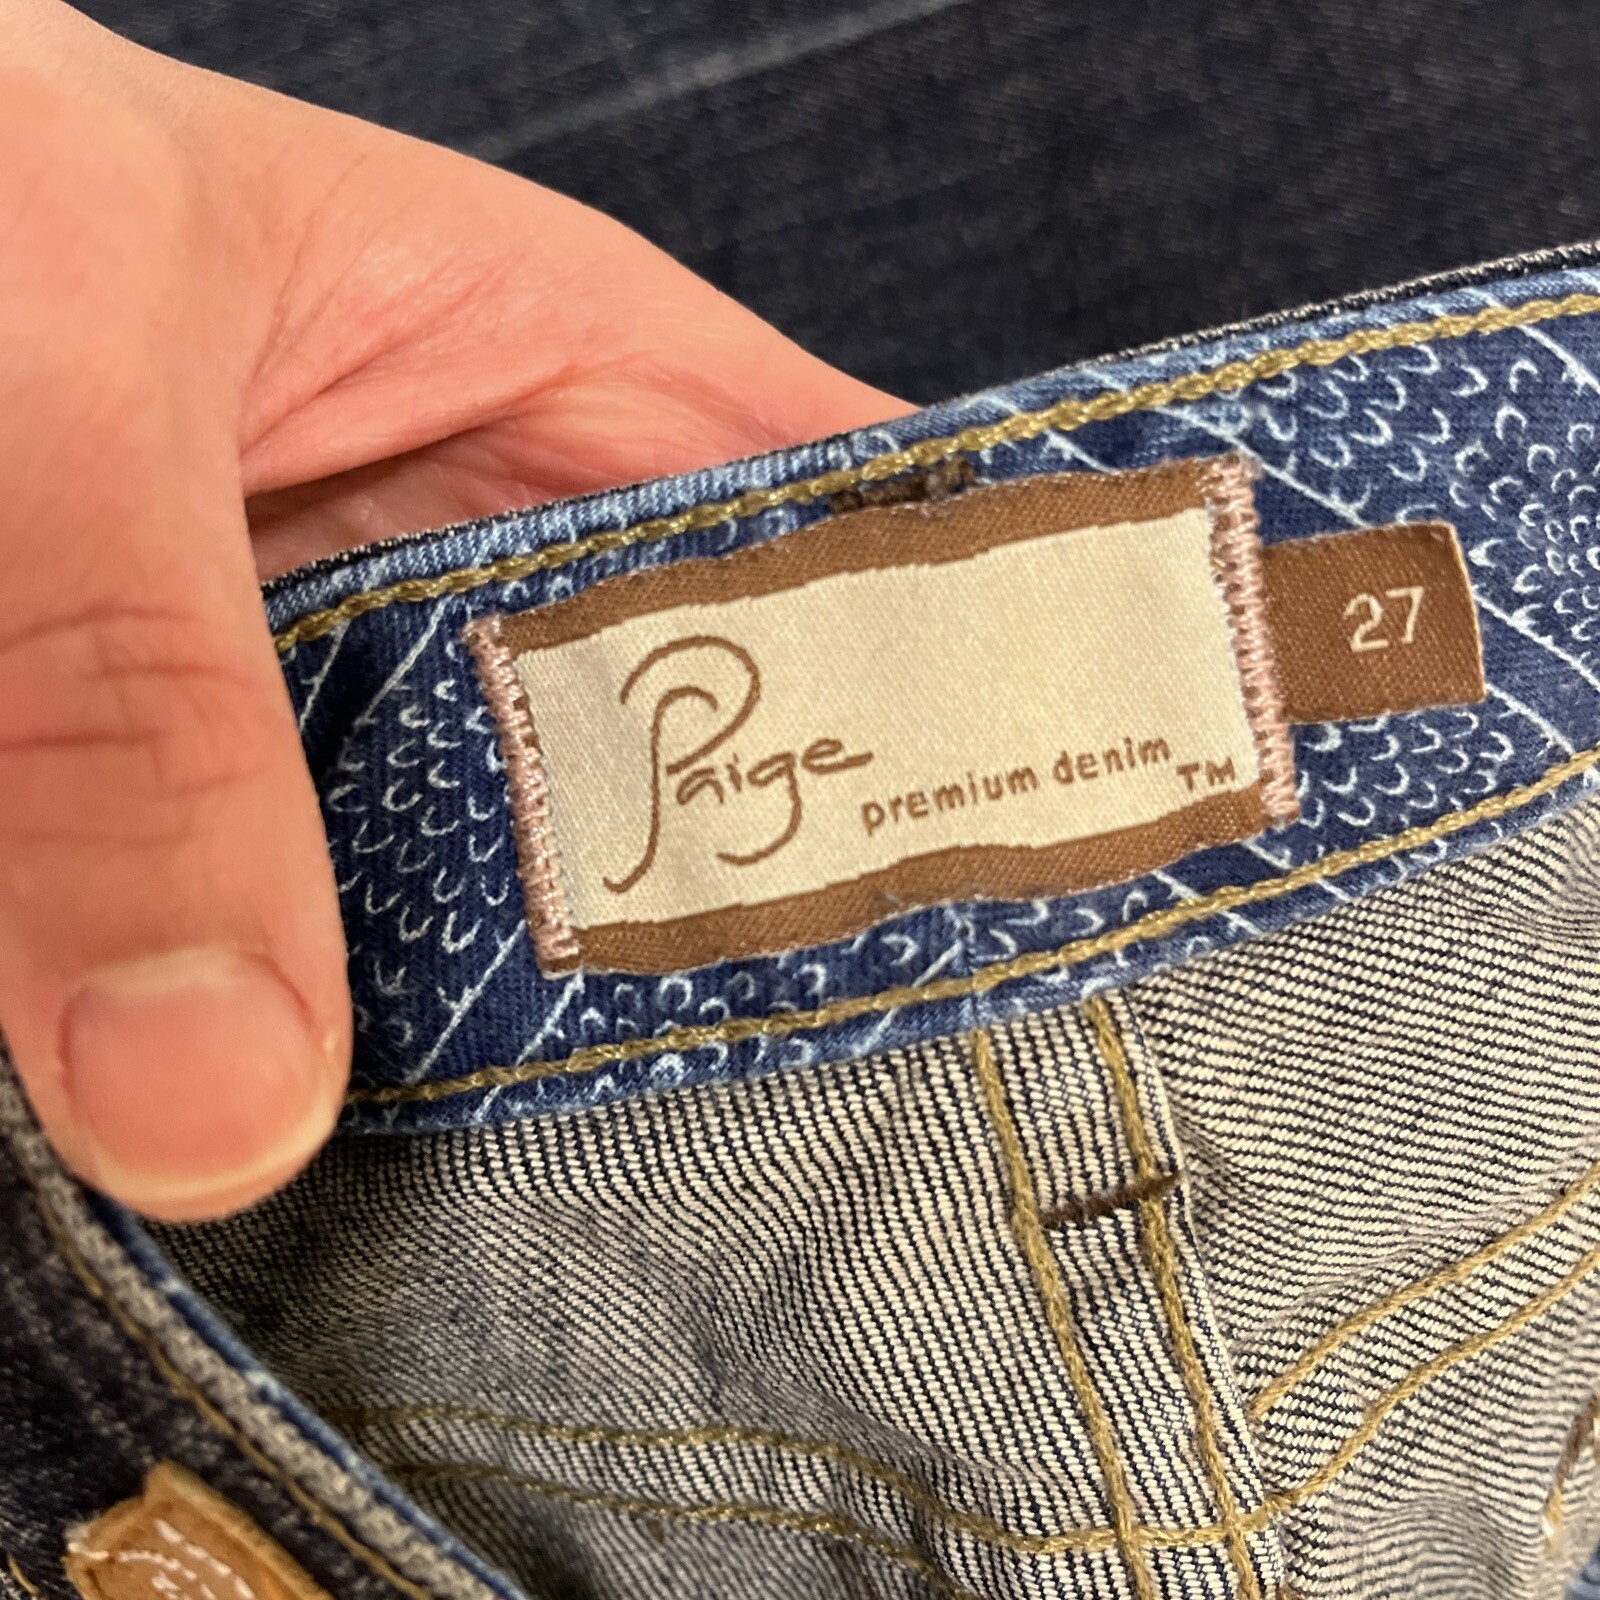 Paige
premium denim
TM
27